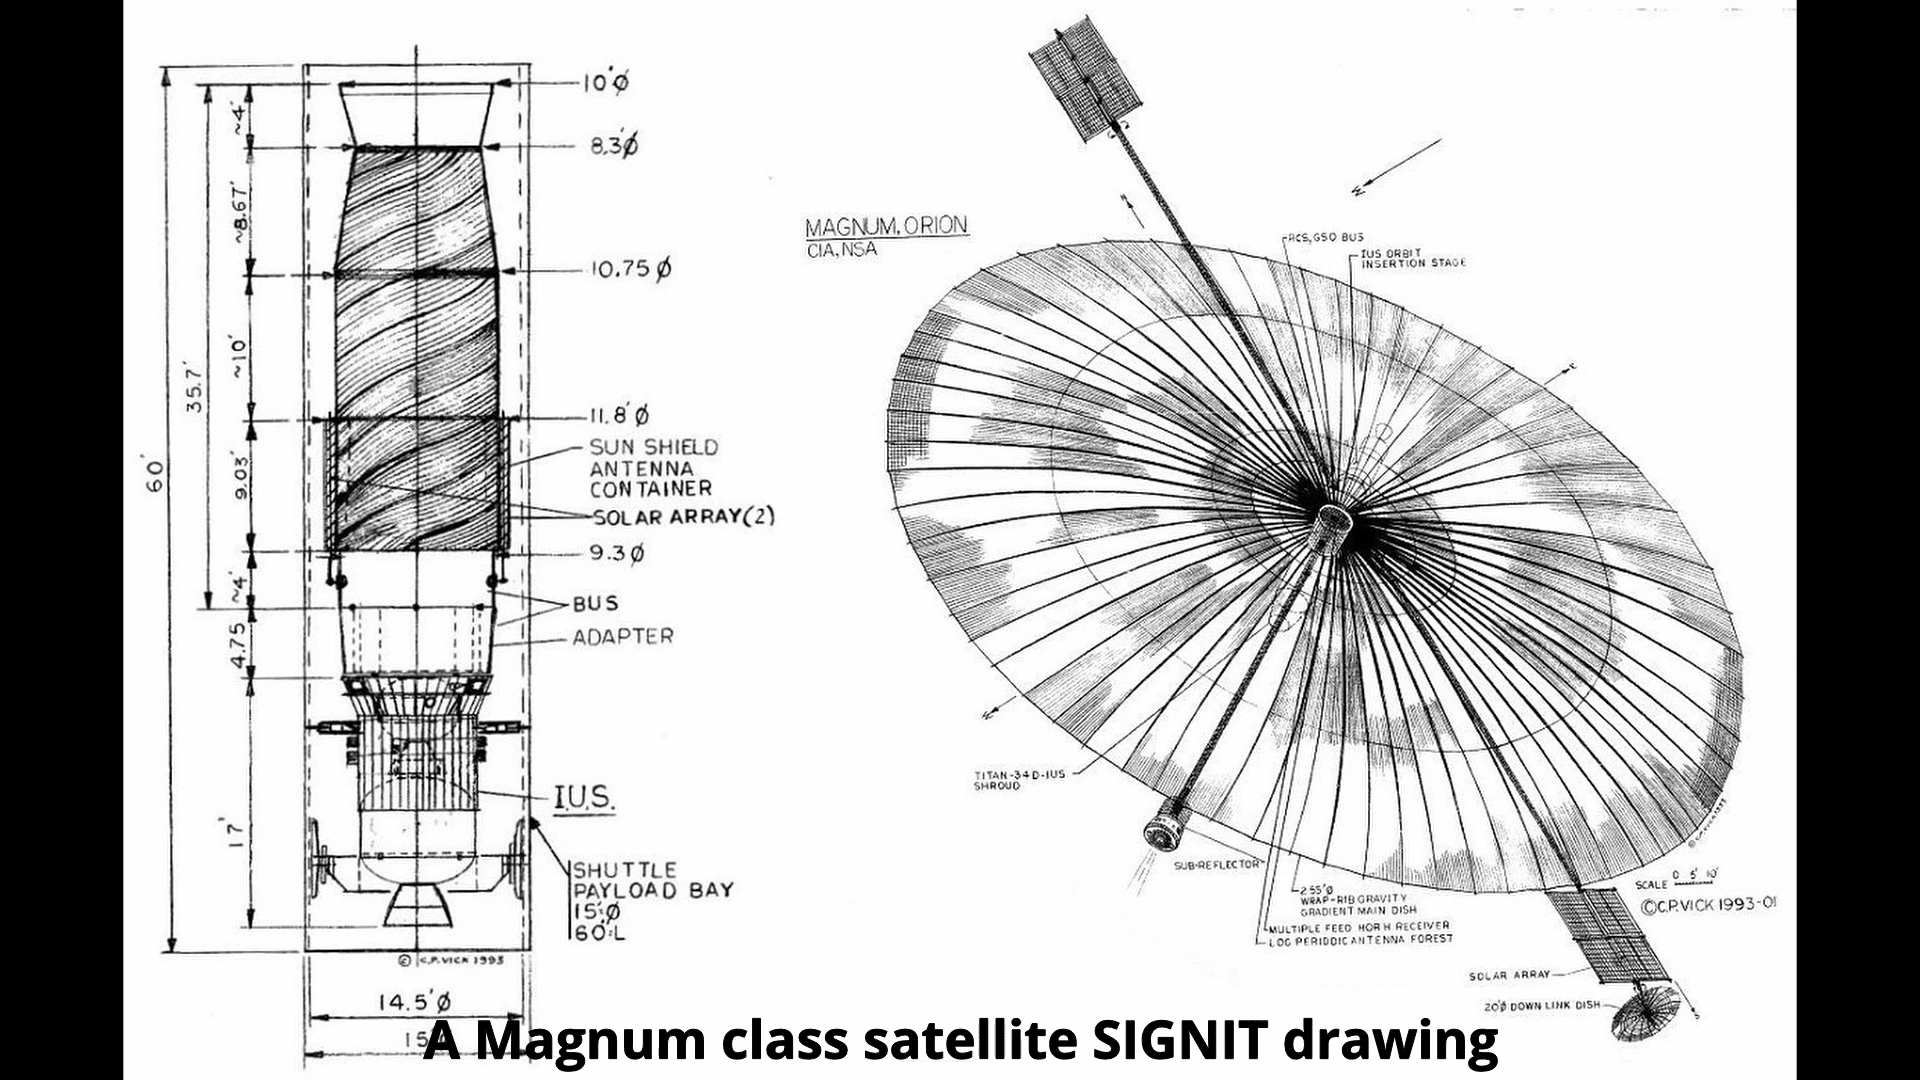 10'Ø
~4'
8.3'Ø
~8.67'
10.75 Ø
~10'
35.7'
11.8'Ø
60'
9.03'
SUN SHIELD
ANTENNA
CONTAINER
SOLAR ARRAY(2)
9.3Ø
~4'
BUS
ADAPTER
4.75
I.U.S.
17'
SHUTTLE
PAYLOAD BAY
15'Ø
60'L
© C.P. VICK 1993
14.5'Ø
MAGNUM, ORION
CIA, NSA
RCS, GSO BUS
IUS ORBIT
INSERTION STAGE
TITAN-34D-IUS
SHROUD
SUB-REFLECTOR
255'Ø
WRAP-RIB GRAVITY
GRADIENT MAIN DISH
MULTIPLE FEED HORH RECEIVER
LOG PERIODIC ANTENNA FOREST
SCALE 0 5' 10'
©C.P. VICK 1993-01
SOLAR ARRAY
20'Ø DOWN LINK DISH
A Magnum class satellite SIGNIT drawing